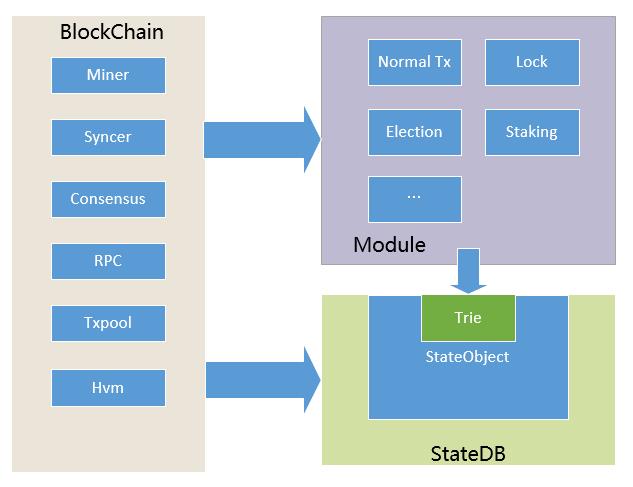 BlockChain
Miner
Syncer
Consensus
RPC
Txpool
Hvm
Normal Tx
Lock
Election
Staking
...
Module
Trie
StateObject
StateDB